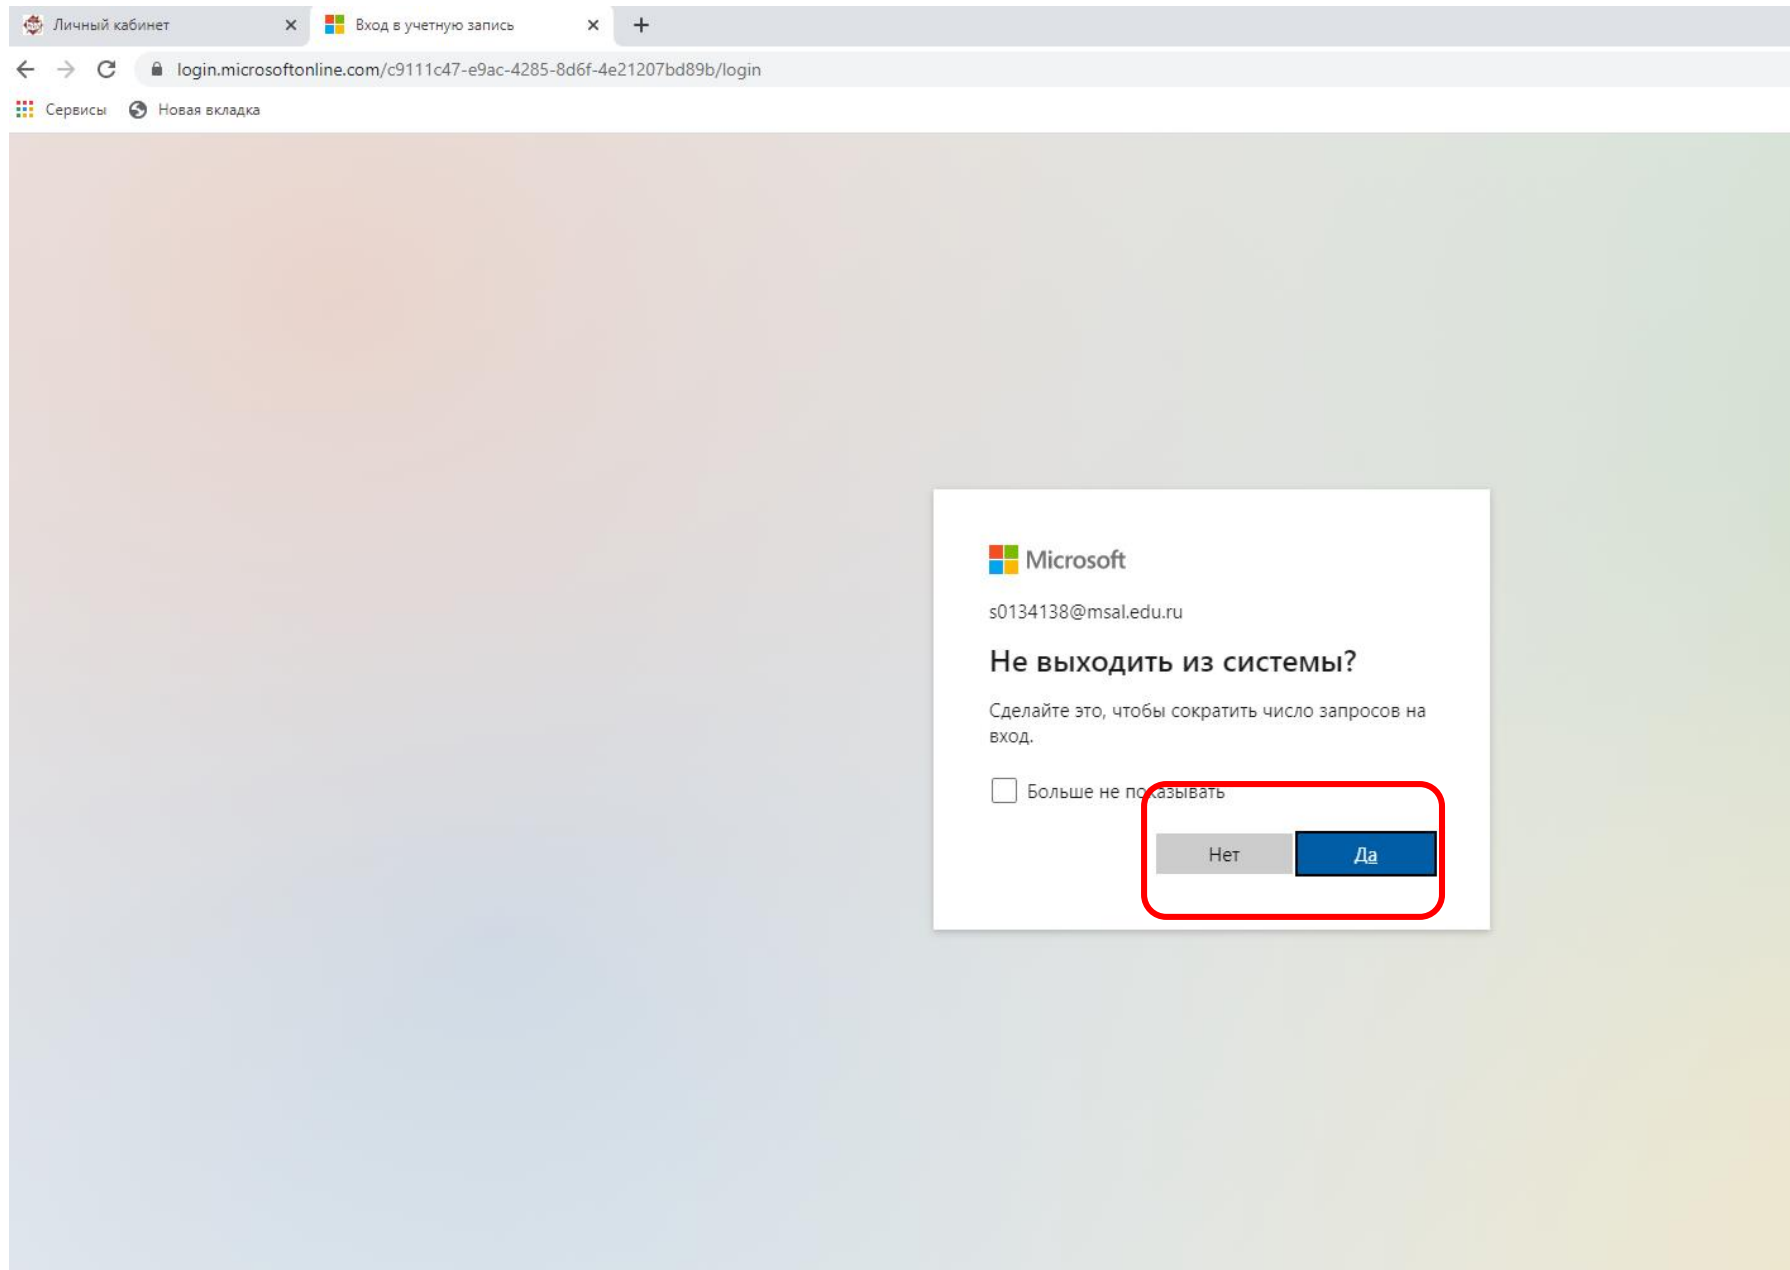 Личный кабинет
Вход в учетную запись
login.microsoftonline.com/c9111c47-e9ac-4285-8d6f-4e21207bd89b/login
Сервисы
Новая вкладка
Microsoft
s0134138@msal.edu.ru
Не выходить из системы?
Сделайте это, чтобы сократить число запросов на
вход.
Больше не показывать
Нет
Да